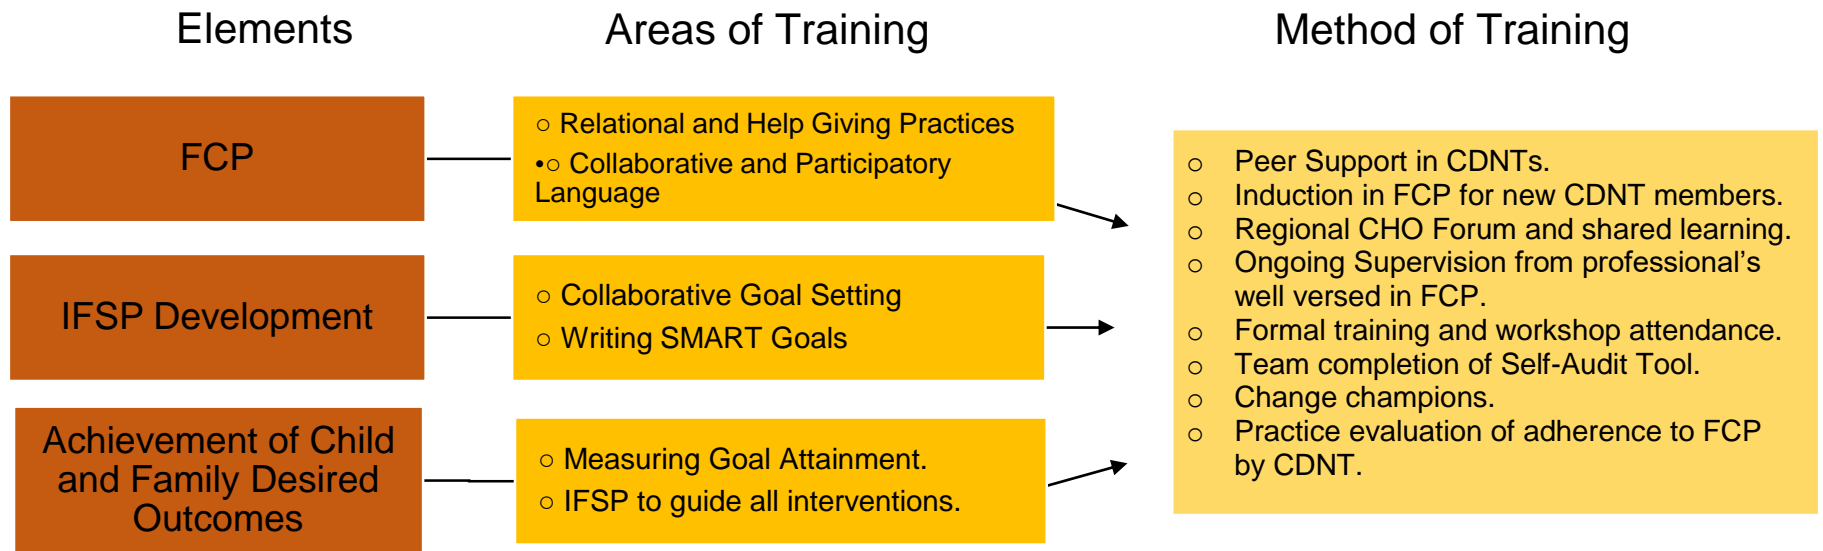 Elements
Areas of Training
Method of Training
FCP
○ Relational and Help Giving Practices
•○ Collaborative and Participatory
Language
IFSP Development
○ Collaborative Goal Setting
○ Writing SMART Goals
Achievement of Child
and Family Desired
Outcomes
○ Measuring Goal Attainment.
○ IFSP to guide all interventions.
○ Peer Support in CDNTs.
○ Induction in FCP for new CDNT members.
○ Regional CHO Forum and shared learning.
○ Ongoing Supervision from professional’s
well versed in FCP.
○ Formal training and workshop attendance.
○ Team completion of Self-Audit Tool.
○ Change champions.
○ Practice evaluation of adherence to FCP
by CDNT.